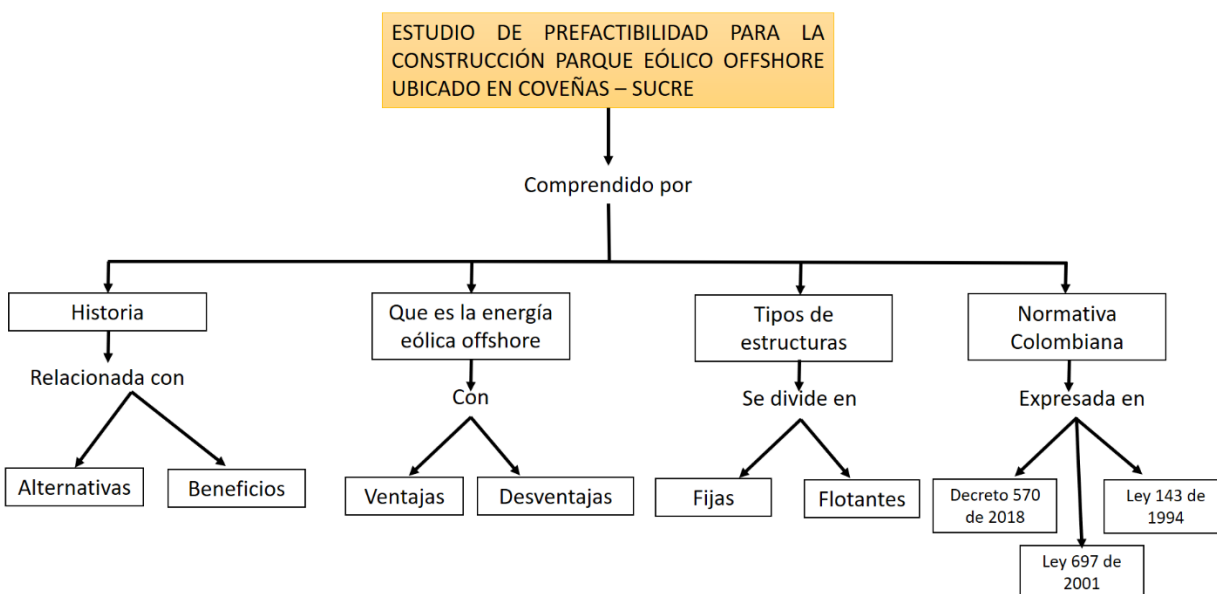 ESTUDIO DE PREFACTIBILIDAD PARA LA
CONSTRUCCIÓN PARQUE EÓLICO OFFSHORE
UBICADO EN COVEÑAS – SUCRE
Comprendido por
Historia
Que es la energía
eólica offshore
Tipos de
estructuras
Normativa
Colombiana
Relacionada con
Con
Se divide en
Expresada en
Alternativas
Beneficios
Ventajas
Desventajas
Fijas
Flotantes
Decreto 570
de 2018
Ley 143 de
1994
Ley 697 de
2001